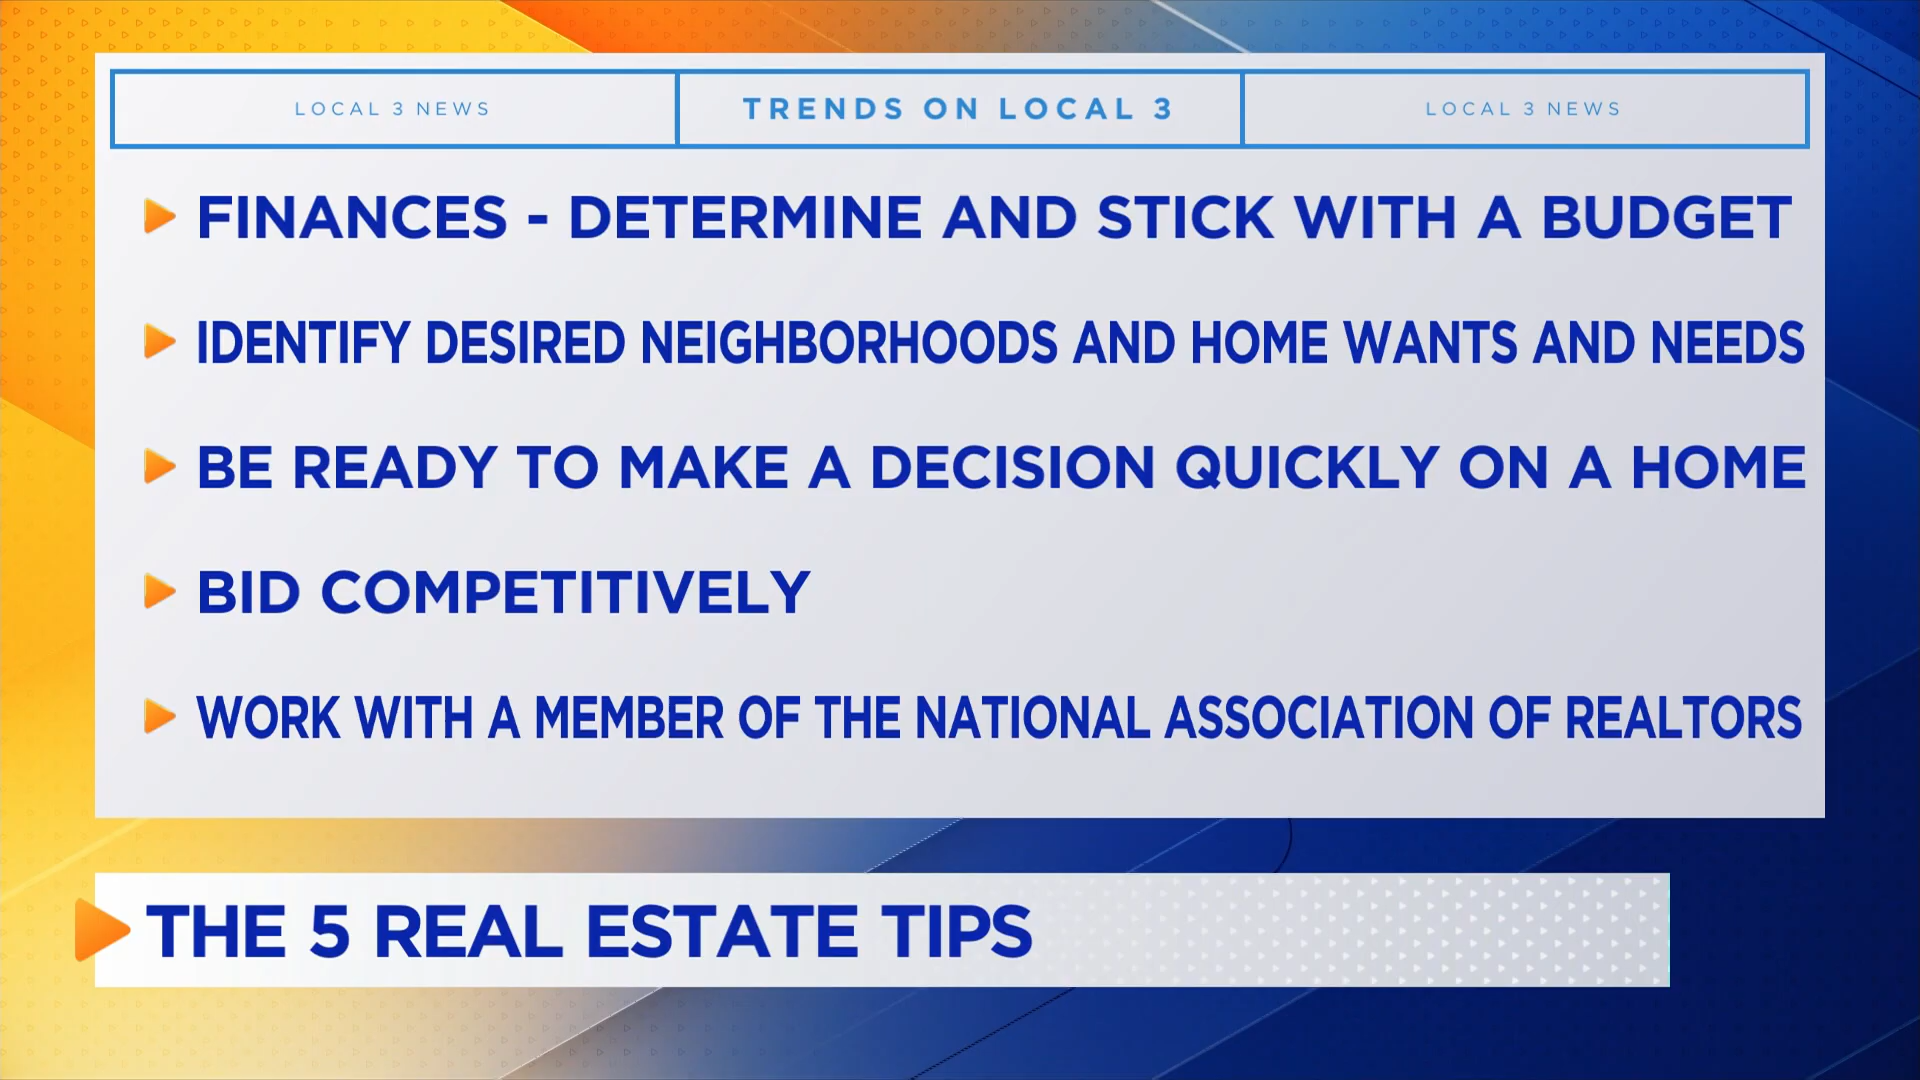 LOCAL 3 NEWS
TRENDS ON LOCAL 3
LOCAL 3 NEWS
FINANCES - DETERMINE AND STICK WITH A BUDGET
IDENTIFY DESIRED NEIGHBORHOODS AND HOME WANTS AND NEEDS
BE READY TO MAKE A DECISION QUICKLY ON A HOME
BID COMPETITIVELY
WORK WITH A MEMBER OF THE NATIONAL ASSOCIATION OF REALTORS
THE 5 REAL ESTATE TIPS